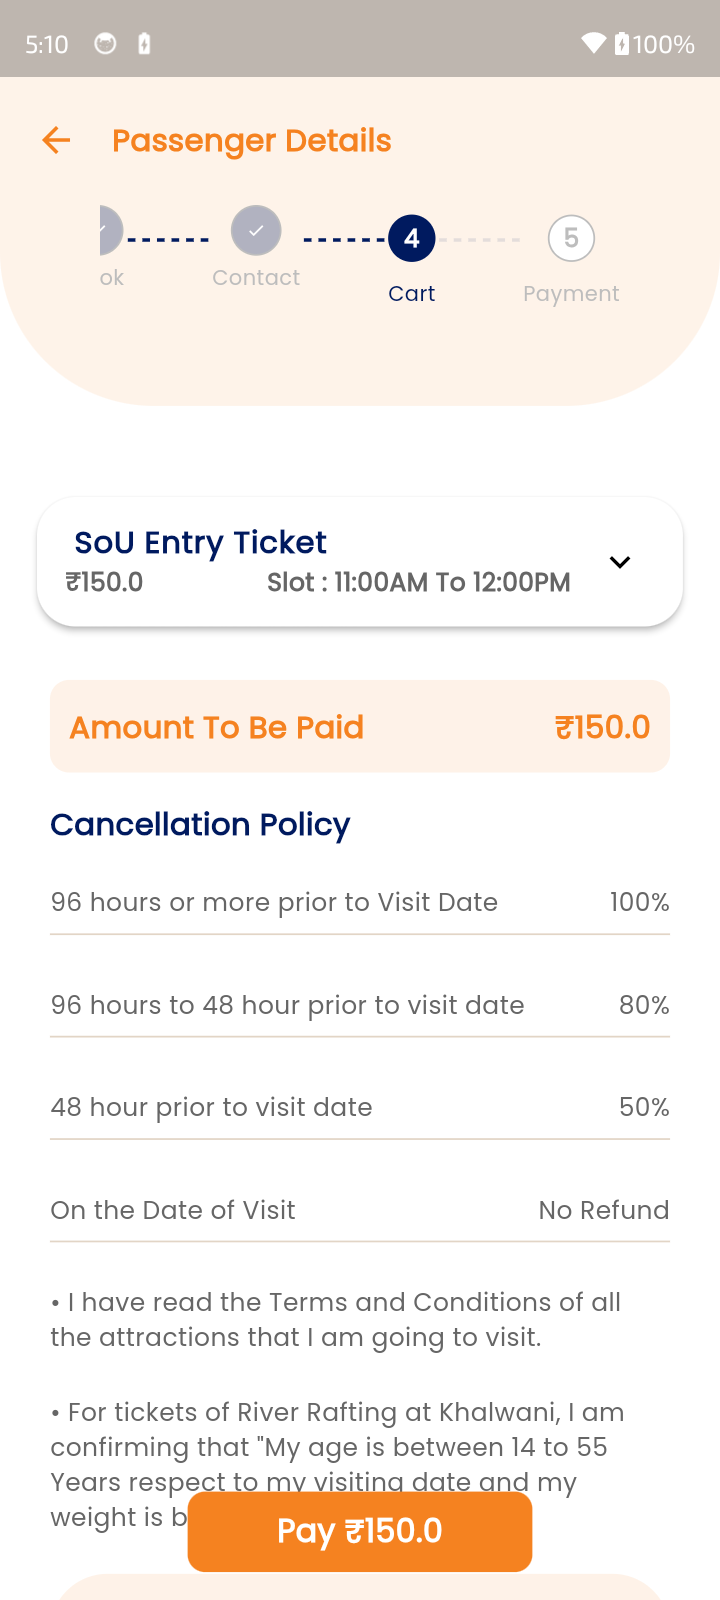 5:10
100%
Passenger Details
ok
Contact
4
Cart
5
Payment
SoU Entry Ticket
₹150.0 Slot : 11:00AM To 12:00PM
Amount To Be Paid ₹150.0
Cancellation Policy
96 hours or more prior to Visit Date 100%
96 hours to 48 hour prior to visit date 80%
48 hour prior to visit date 50%
On the Date of Visit No Refund
• I have read the Terms and Conditions of all
the attractions that I am going to visit.
• For tickets of River Rafting at Khalwani, I am
confirming that "My age is between 14 to 55
Years respect to my visiting date and my
weight is b
Pay ₹150.0